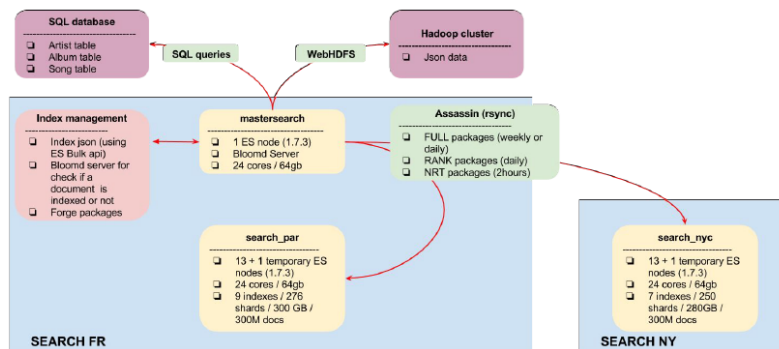 SQL database
❏ Artist table
❏ Album table
❏ Song table
SQL queries
WebHDFS
Hadoop cluster
❏ Json data
Index management
❏ Index json (using
ES Bulk api)
❏ Bloomd server for
check if a
document is
indexed or not
❏ Forge packages
mastersearch
❏ 1 ES node (1.7.3)
❏ Bloomd Server
❏ 24 cores / 64gb
Assassin (rsync)
❏ FULL packages (weekly or
daily)
❏ RANK packages (daily)
❏ NRT packages (2hours)
search_par
❏ 13 + 1 temporary ES
nodes (1.7.3)
❏ 24 cores / 64gb
❏ 9 indexes / 276
shards / 300 GB /
300M docs
SEARCH FR
search_nyc
❏ 13 + 1 temporary ES
nodes (1.7.3)
❏ 24 cores / 64gb
❏ 7 indexes / 250
shards / 280GB /
300M docs
SEARCH NY